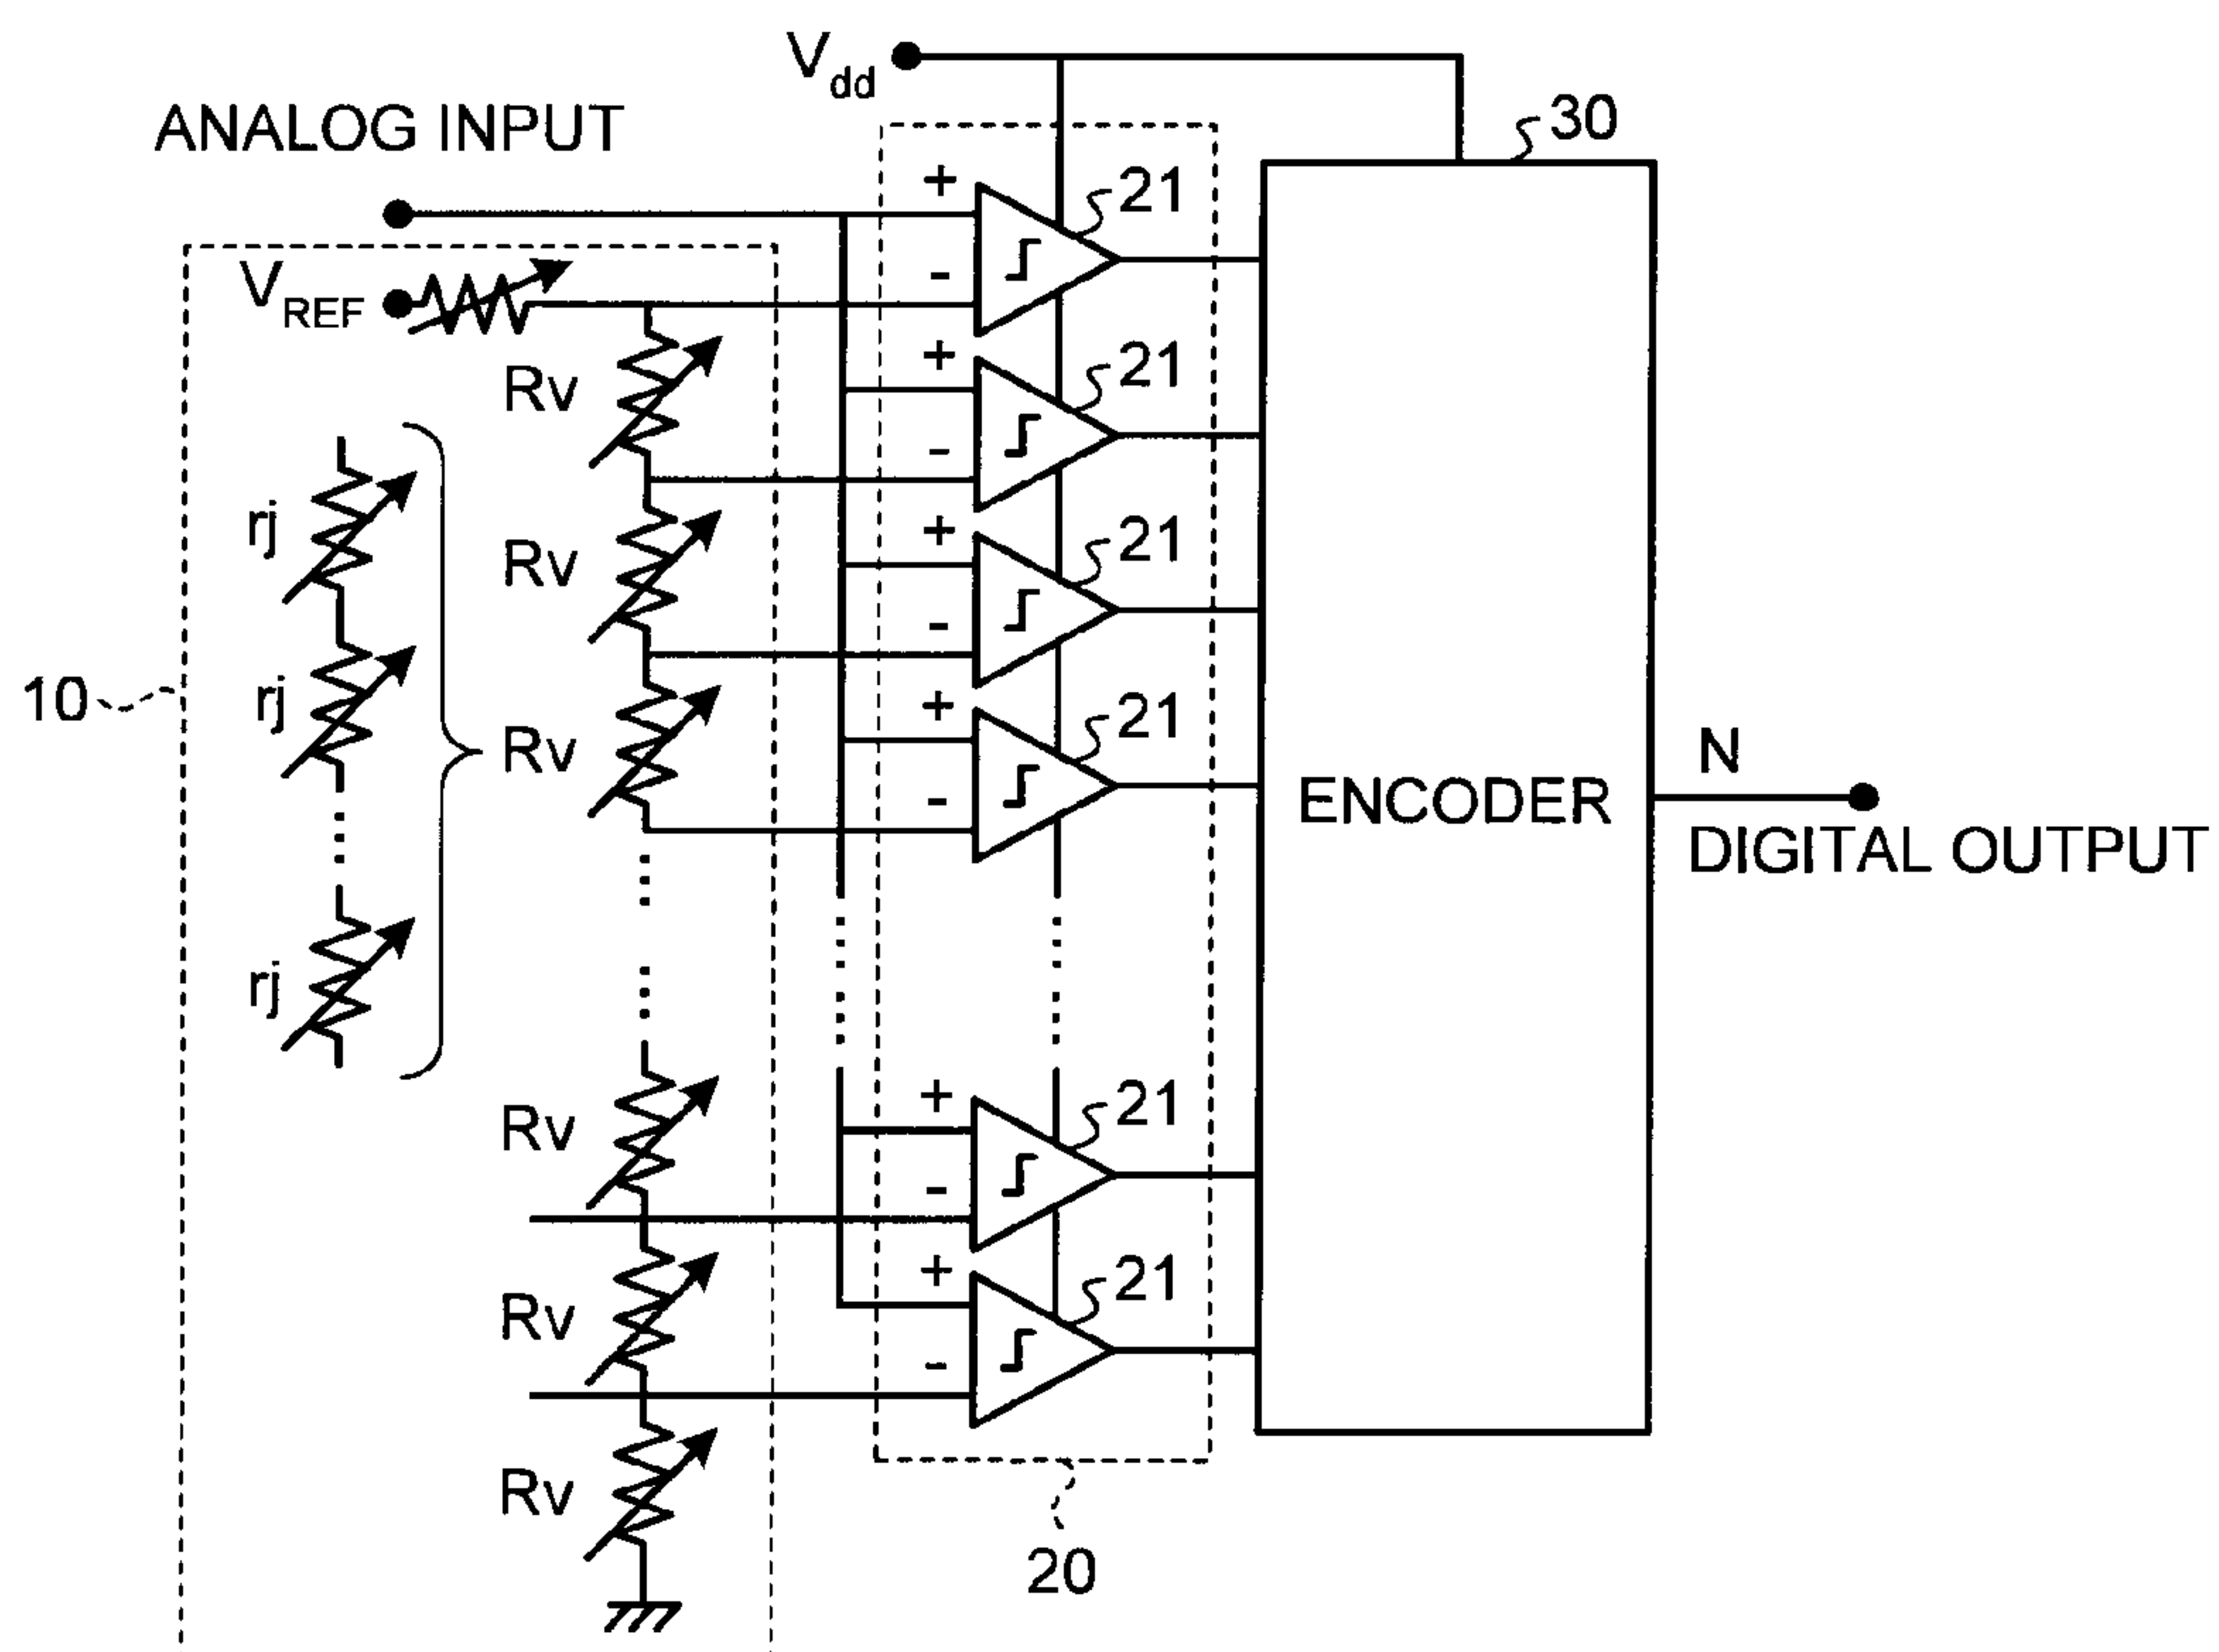 Vdd
ANALOG INPUT
30
+
21
VREF
-
Rv
+
21
-
rj
Rv
+
21
-
10
rj
Rv
+
21
-
N
ENCODER
DIGITAL OUTPUT
rj
Rv
+
21
-
Rv
+
21
-
Rv
20